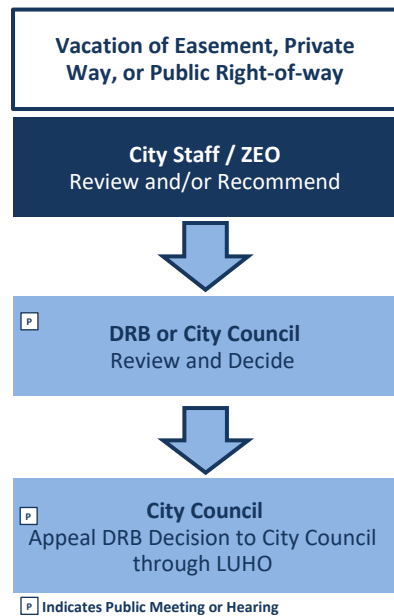 Vacation of Easement, Private
Way, or Public Right-of-way
City Staff / ZEO
Review and/or Recommend
P
DRB or City Council
Review and Decide
P
City Council
Appeal DRB Decision to City Council
through LUHO
P Indicates Public Meeting or Hearing